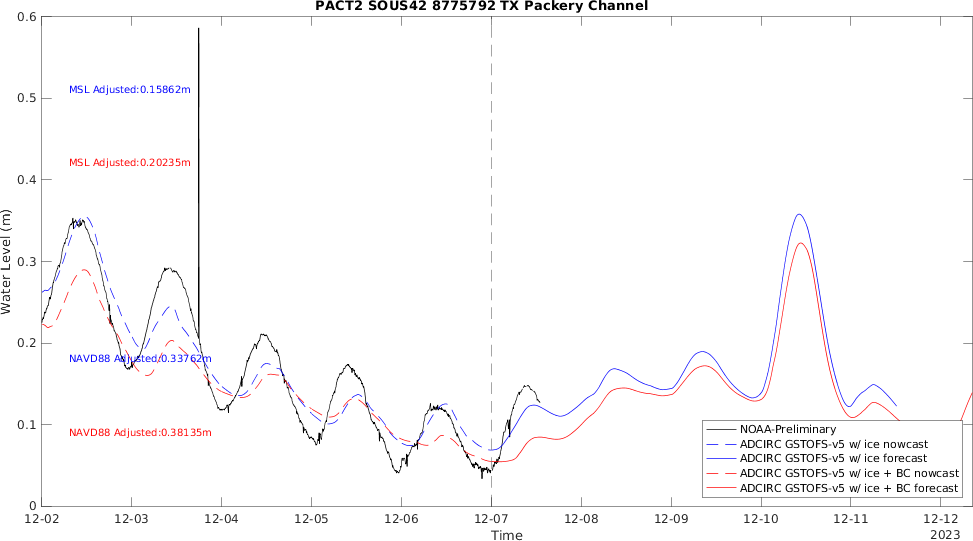 PACT2 SOUS42 8775792 TX Packery Channel
0.6
0.5
0.4
0.3
0.2
0.1
0
Water Level (m)
MSL Adjusted:0.15862m
MSL Adjusted:0.20235m
NAVD88 Adjusted:0.33762m
NAVD88 Adjusted:0.38135m
NOAA-Preliminary
ADCIRC GSTOFS-v5 w/ ice nowcast
ADCIRC GSTOFS-v5 w/ ice forecast
ADCIRC GSTOFS-v5 w/ ice + BC nowcast
ADCIRC GSTOFS-v5 w/ ice + BC forecast
12-02 12-03 12-04 12-05 12-06 12-07 12-08 12-09 12-10 12-11 12-12
Time
2023